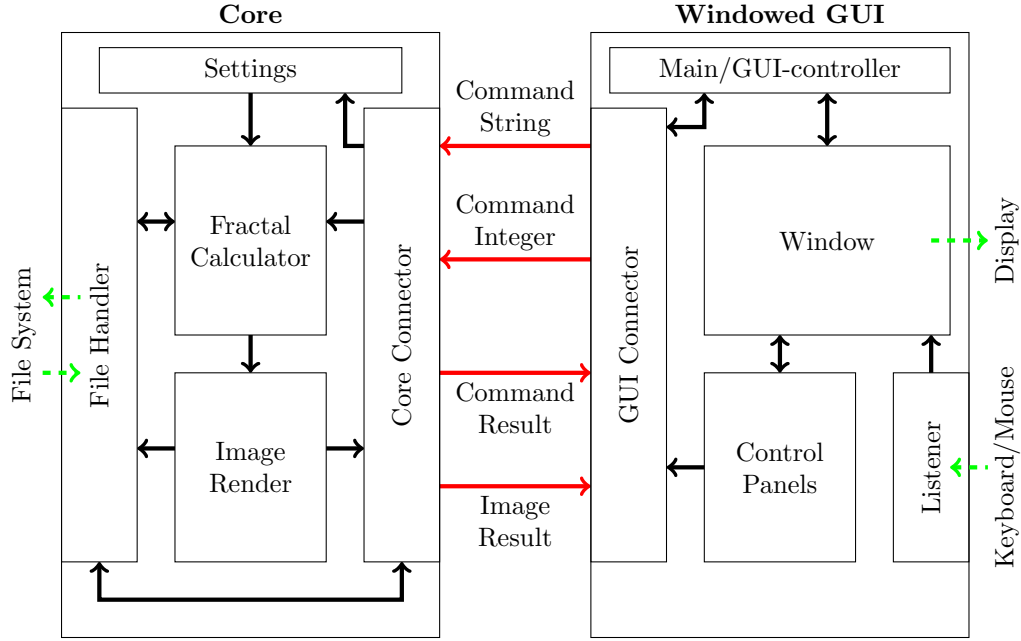 Core
Windowed GUI
Settings
Main/GUI-controller
Command
String
Fractal
Calculator
Command
Integer
Window
Display
File System
File Handler
Core Connector
GUI Connector
Command
Result
Image
Render
Control
Panels
Listener
Keyboard/Mouse
Image
Result